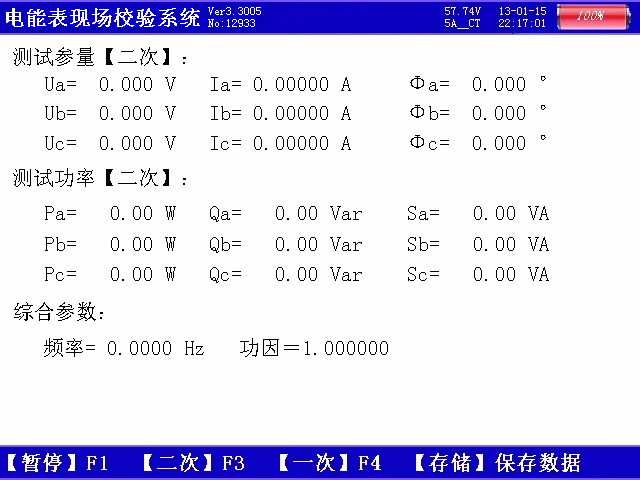 电能表现场校验系统 Ver3.3005 57.74V 13-01-15 100%
No:12933 5A__CT 22:17:01
测试参量【二次】:
Ua= 0.000 V Ia= 0.00000 A Φa= 0.000 °
Ub= 0.000 V Ib= 0.00000 A Φb= 0.000 °
Uc= 0.000 V Ic= 0.00000 A Φc= 0.000 °
测试功率【二次】:
Pa= 0.00 W Qa= 0.00 Var Sa= 0.00 VA
Pb= 0.00 W Qb= 0.00 Var Sb= 0.00 VA
Pc= 0.00 W Qc= 0.00 Var Sc= 0.00 VA
综合参数:
频率= 0.0000 Hz 功因＝1.000000
【暂停】F1 【二次】F3 【一次】F4 【存储】保存数据